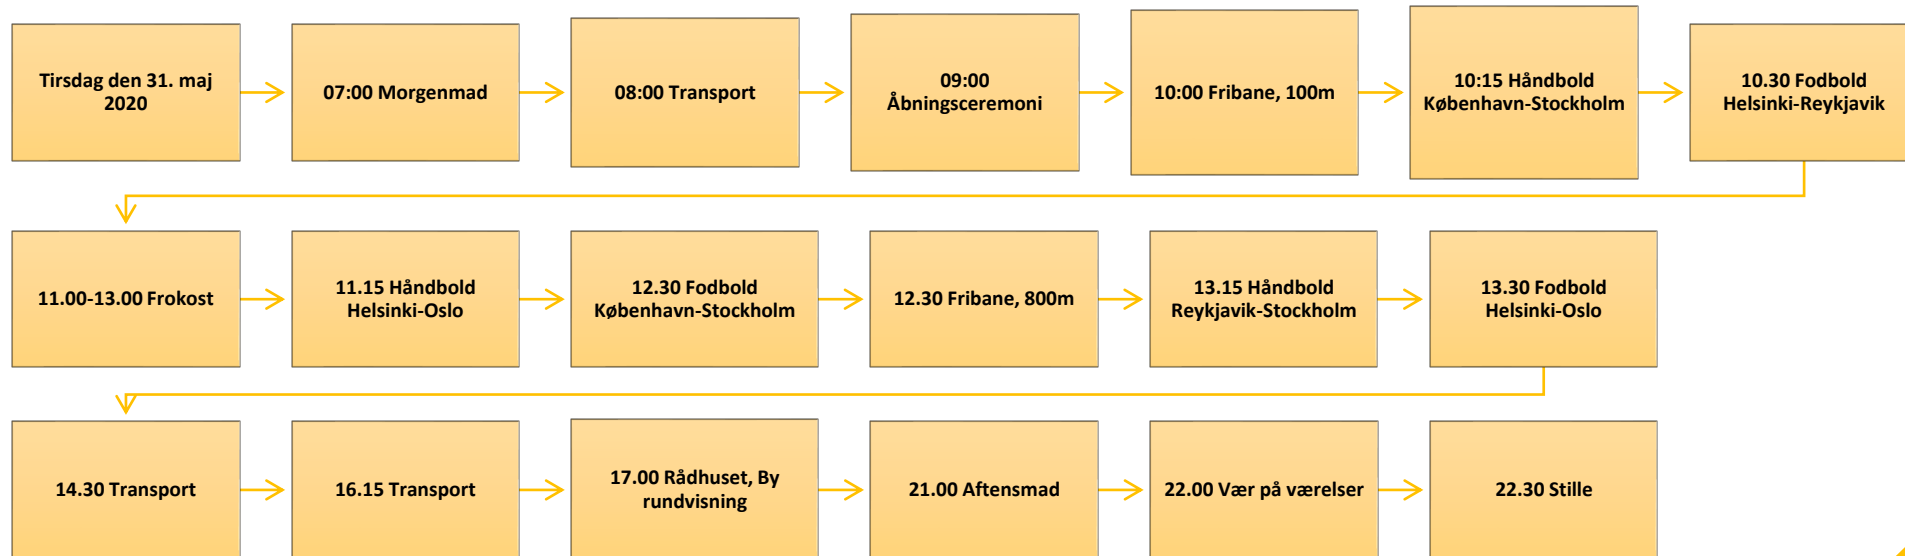 Tirsdag den 31. maj
2020
07:00 Morgenmad
08:00 Transport
09:00
Åbningsceremoni
10:00 Fribane, 100m
10:15 Håndbold
København-Stockholm
10.30 Fodbold
Helsinki-Reykjavik
11.00-13.00 Frokost
11.15 Håndbold
Helsinki-Oslo
12.30 Fodbold
København-Stockholm
12.30 Fribane, 800m
13.15 Håndbold
Reykjavik-Stockholm
13.30 Fodbold
Helsinki-Oslo
14.30 Transport
16.15 Transport
17.00 Rådhuset, By
rundvisning
21.00 Aftensmad
22.00 Vær på værelser
22.30 Stille